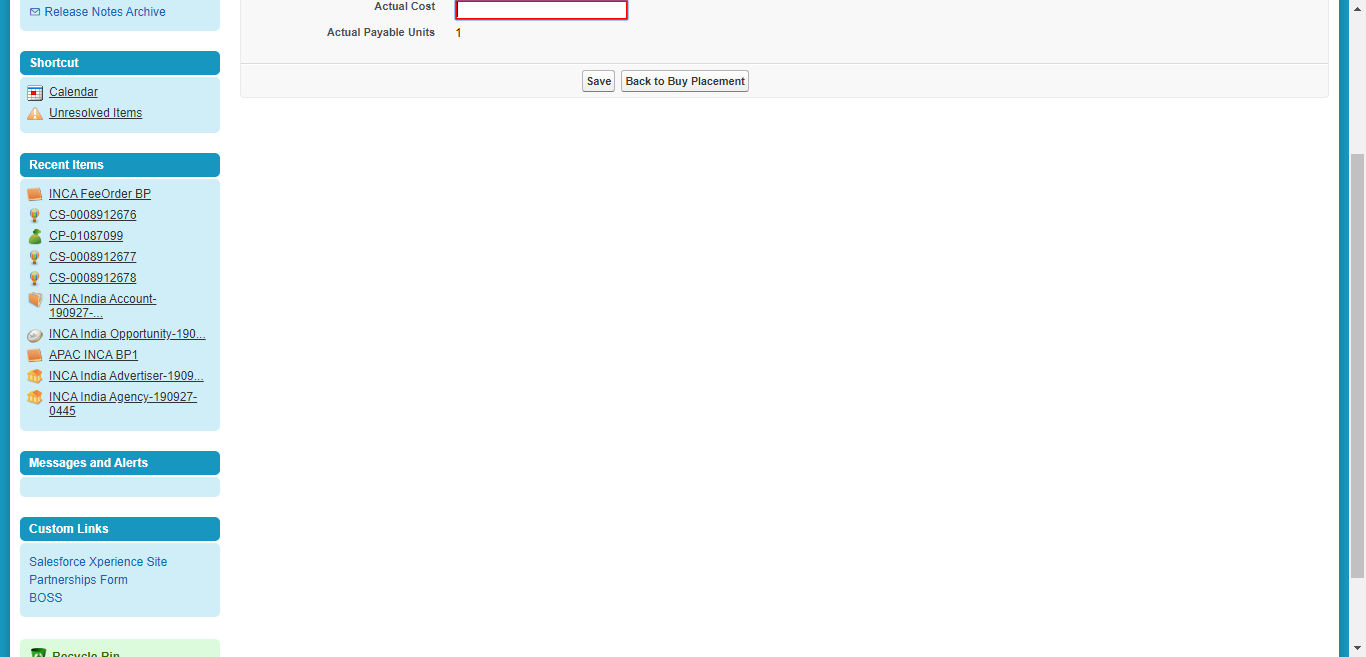 Release Notes Archive
Shortcut
Calendar
Unresolved Items
Recent Items
INCA FeeOrder BP
CS-0008912676
CP-01087099
CS-0008912677
CS-0008912678
INCA India Account-
190927-...
INCA India Opportunity-190...
APAC INCA BP1
INCA India Advertiser-1909...
INCA India Agency-190927-
0445
Messages and Alerts
Custom Links
Salesforce Xperience Site
Partnerships Form
BOSS
Recycle Bin
Actual Cost
Actual Payable Units 1
Save Back to Buy Placement